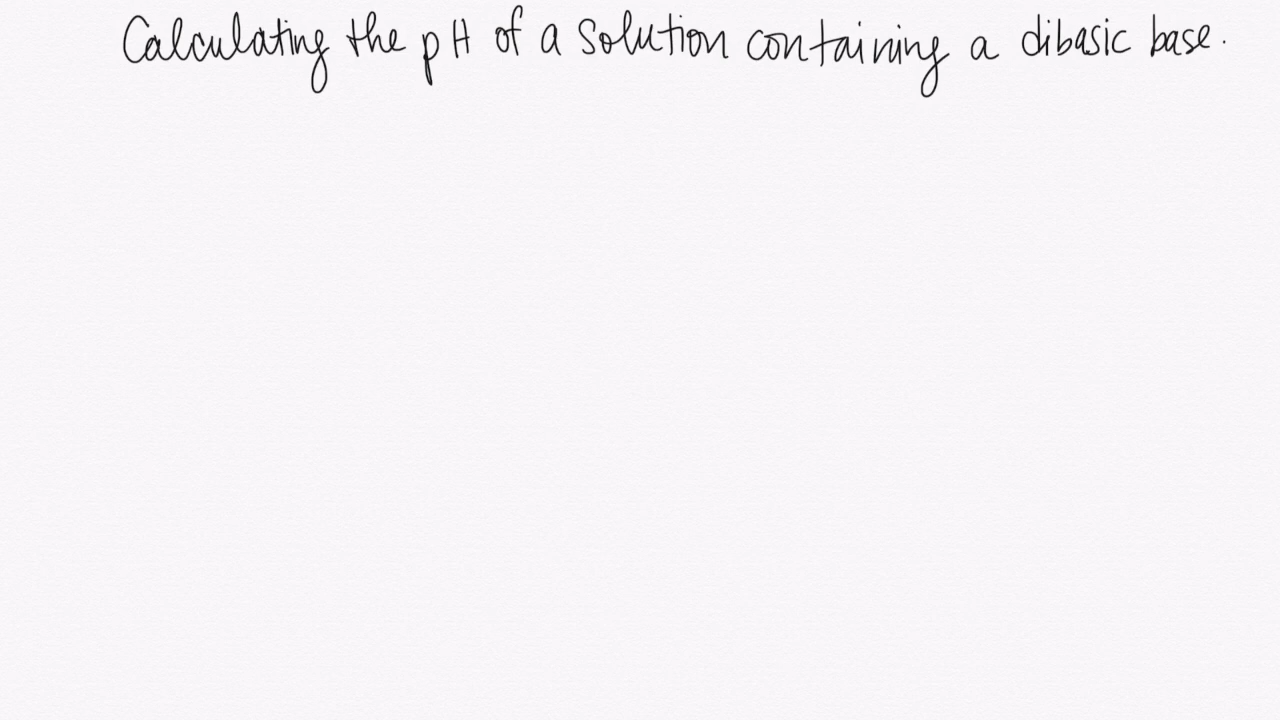 Calculating the pH of a solution containing a dibasic base.